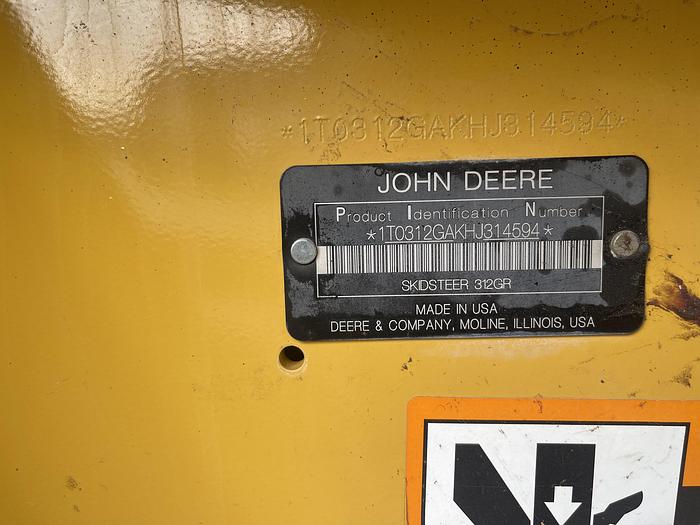 *1T0312GAKHJ314594*
JOHN DEERE
Product Identification Number
*1T0312GAKHJ314594*
SKIDSTEER 312GR
MADE IN USA
DEERE & COMPANY, MOLINE, ILLINOIS, USA